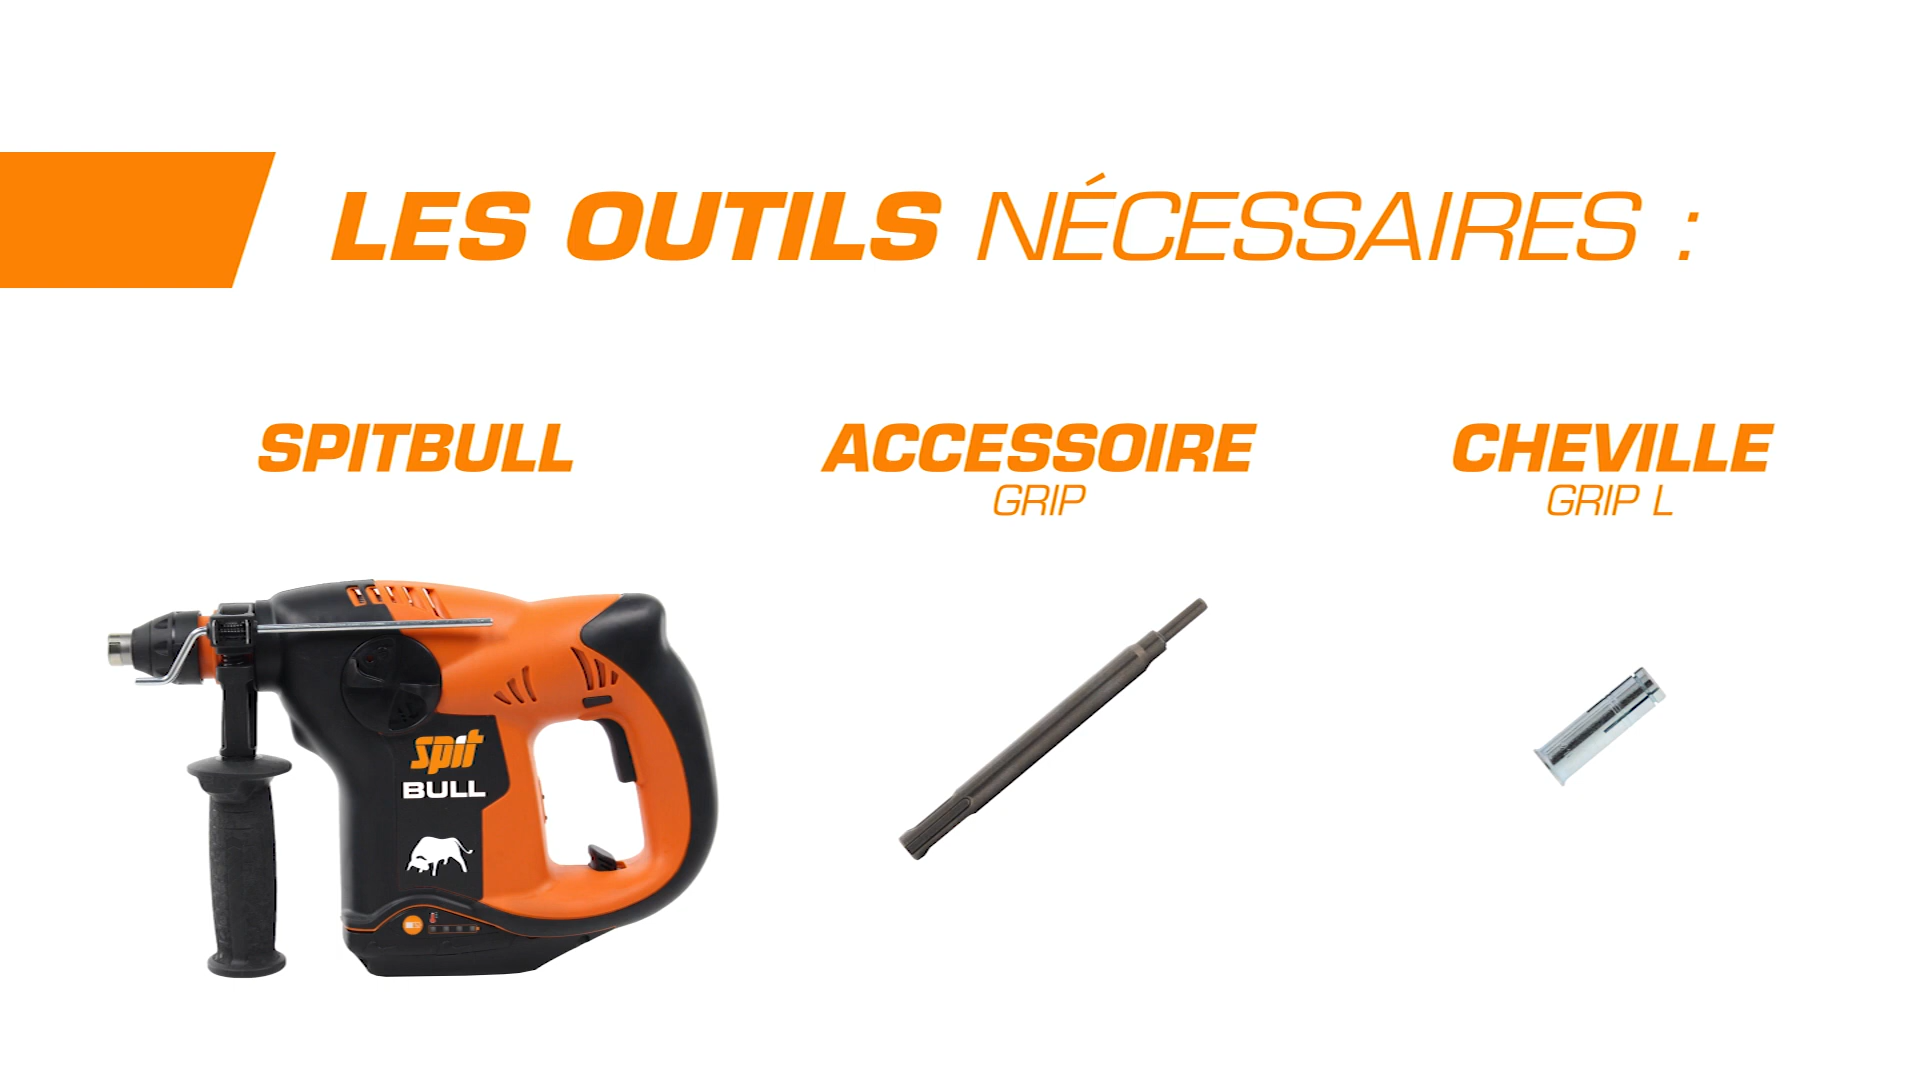 LES OUTILS NÉCESSAIRES :
SPITBULL
ACCESSOIRE
GRIP
CHEVILLE
GRIP L
spit
BULL